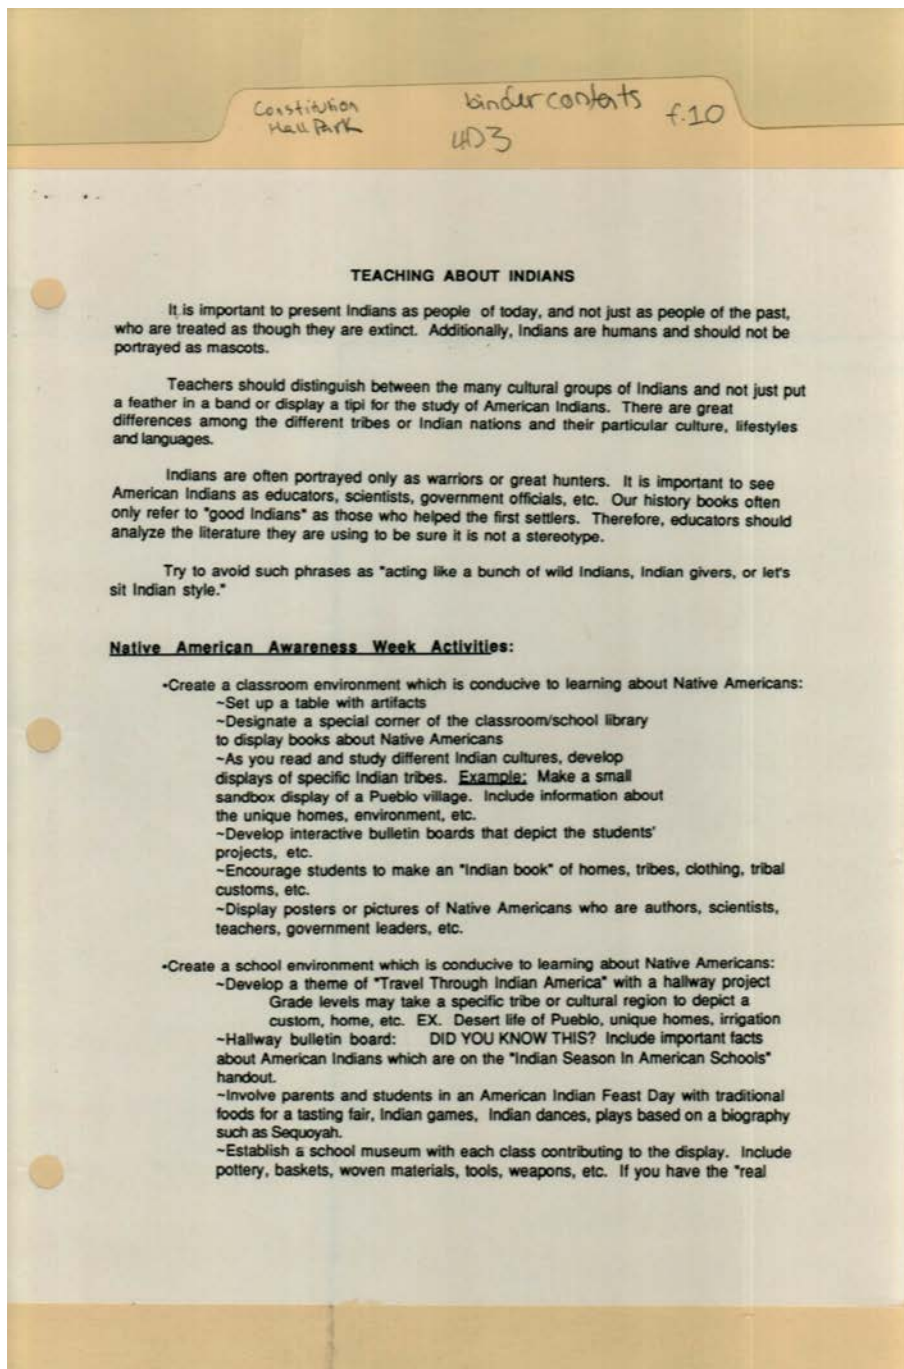 Constitution
Hall Park
binder contents
4D3
f.10
TEACHING ABOUT INDIANS
It is important to present Indians as people of today, and not just as people of the past,
who are treated as though they are extinct. Additionally, Indians are humans and should not be
portrayed as mascots.
Teachers should distinguish between the many cultural groups of Indians and not just put
a feather in a band or display a tipi for the study of American Indians. There are great
differences among the different tribes or Indian nations and their particular culture, lifestyles
and languages.
Indians are often portrayed only as warriors or great hunters. It is important to see
American Indians as educators, scientists, government officials, etc. Our history books often
only refer to "good Indians" as those who helped the first settlers. Therefore, educators should
analyze the literature they are using to be sure it is not a stereotype.
Try to avoid such phrases as "acting like a bunch of wild Indians, Indian givers, or let's
sit Indian style."
Native American Awareness Week Activities:
•Create a classroom environment which is conducive to learning about Native Americans:
~Set up a table with artifacts
~Designate a special corner of the classroom/school library
to display books about Native Americans
~As you read and study different Indian cultures, develop
displays of specific Indian tribes. Example: Make a small
sandbox display of a Pueblo village. Include information about
the unique homes, environment, etc.
~Develop interactive bulletin boards that depict the students'
projects, etc.
~Encourage students to make an "Indian book" of homes, tribes, clothing, tribal
customs, etc.
~Display posters or pictures of Native Americans who are authors, scientists,
teachers, government leaders, etc.
•Create a school environment which is conducive to learning about Native Americans:
~Develop a theme of "Travel Through Indian America" with a hallway project
Grade levels may take a specific tribe or cultural region to depict a
custom, home, etc. EX. Desert life of Pueblo, unique homes, irrigation
~Hallway bulletin board: DID YOU KNOW THIS? Include important facts
about American Indians which are on the "Indian Season In American Schools"
handout.
~Involve parents and students in an American Indian Feast Day with traditional
foods for a tasting fair, Indian games, Indian dances, plays based on a biography
such as Sequoyah.
~Establish a school museum with each class contributing to the display. Include
pottery, baskets, woven materials, tools, weapons, etc. If you have the "real